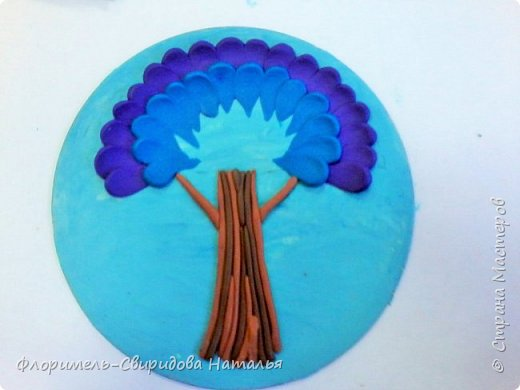 © Страна Мастеров
Флоримель-Свиридова Наталья